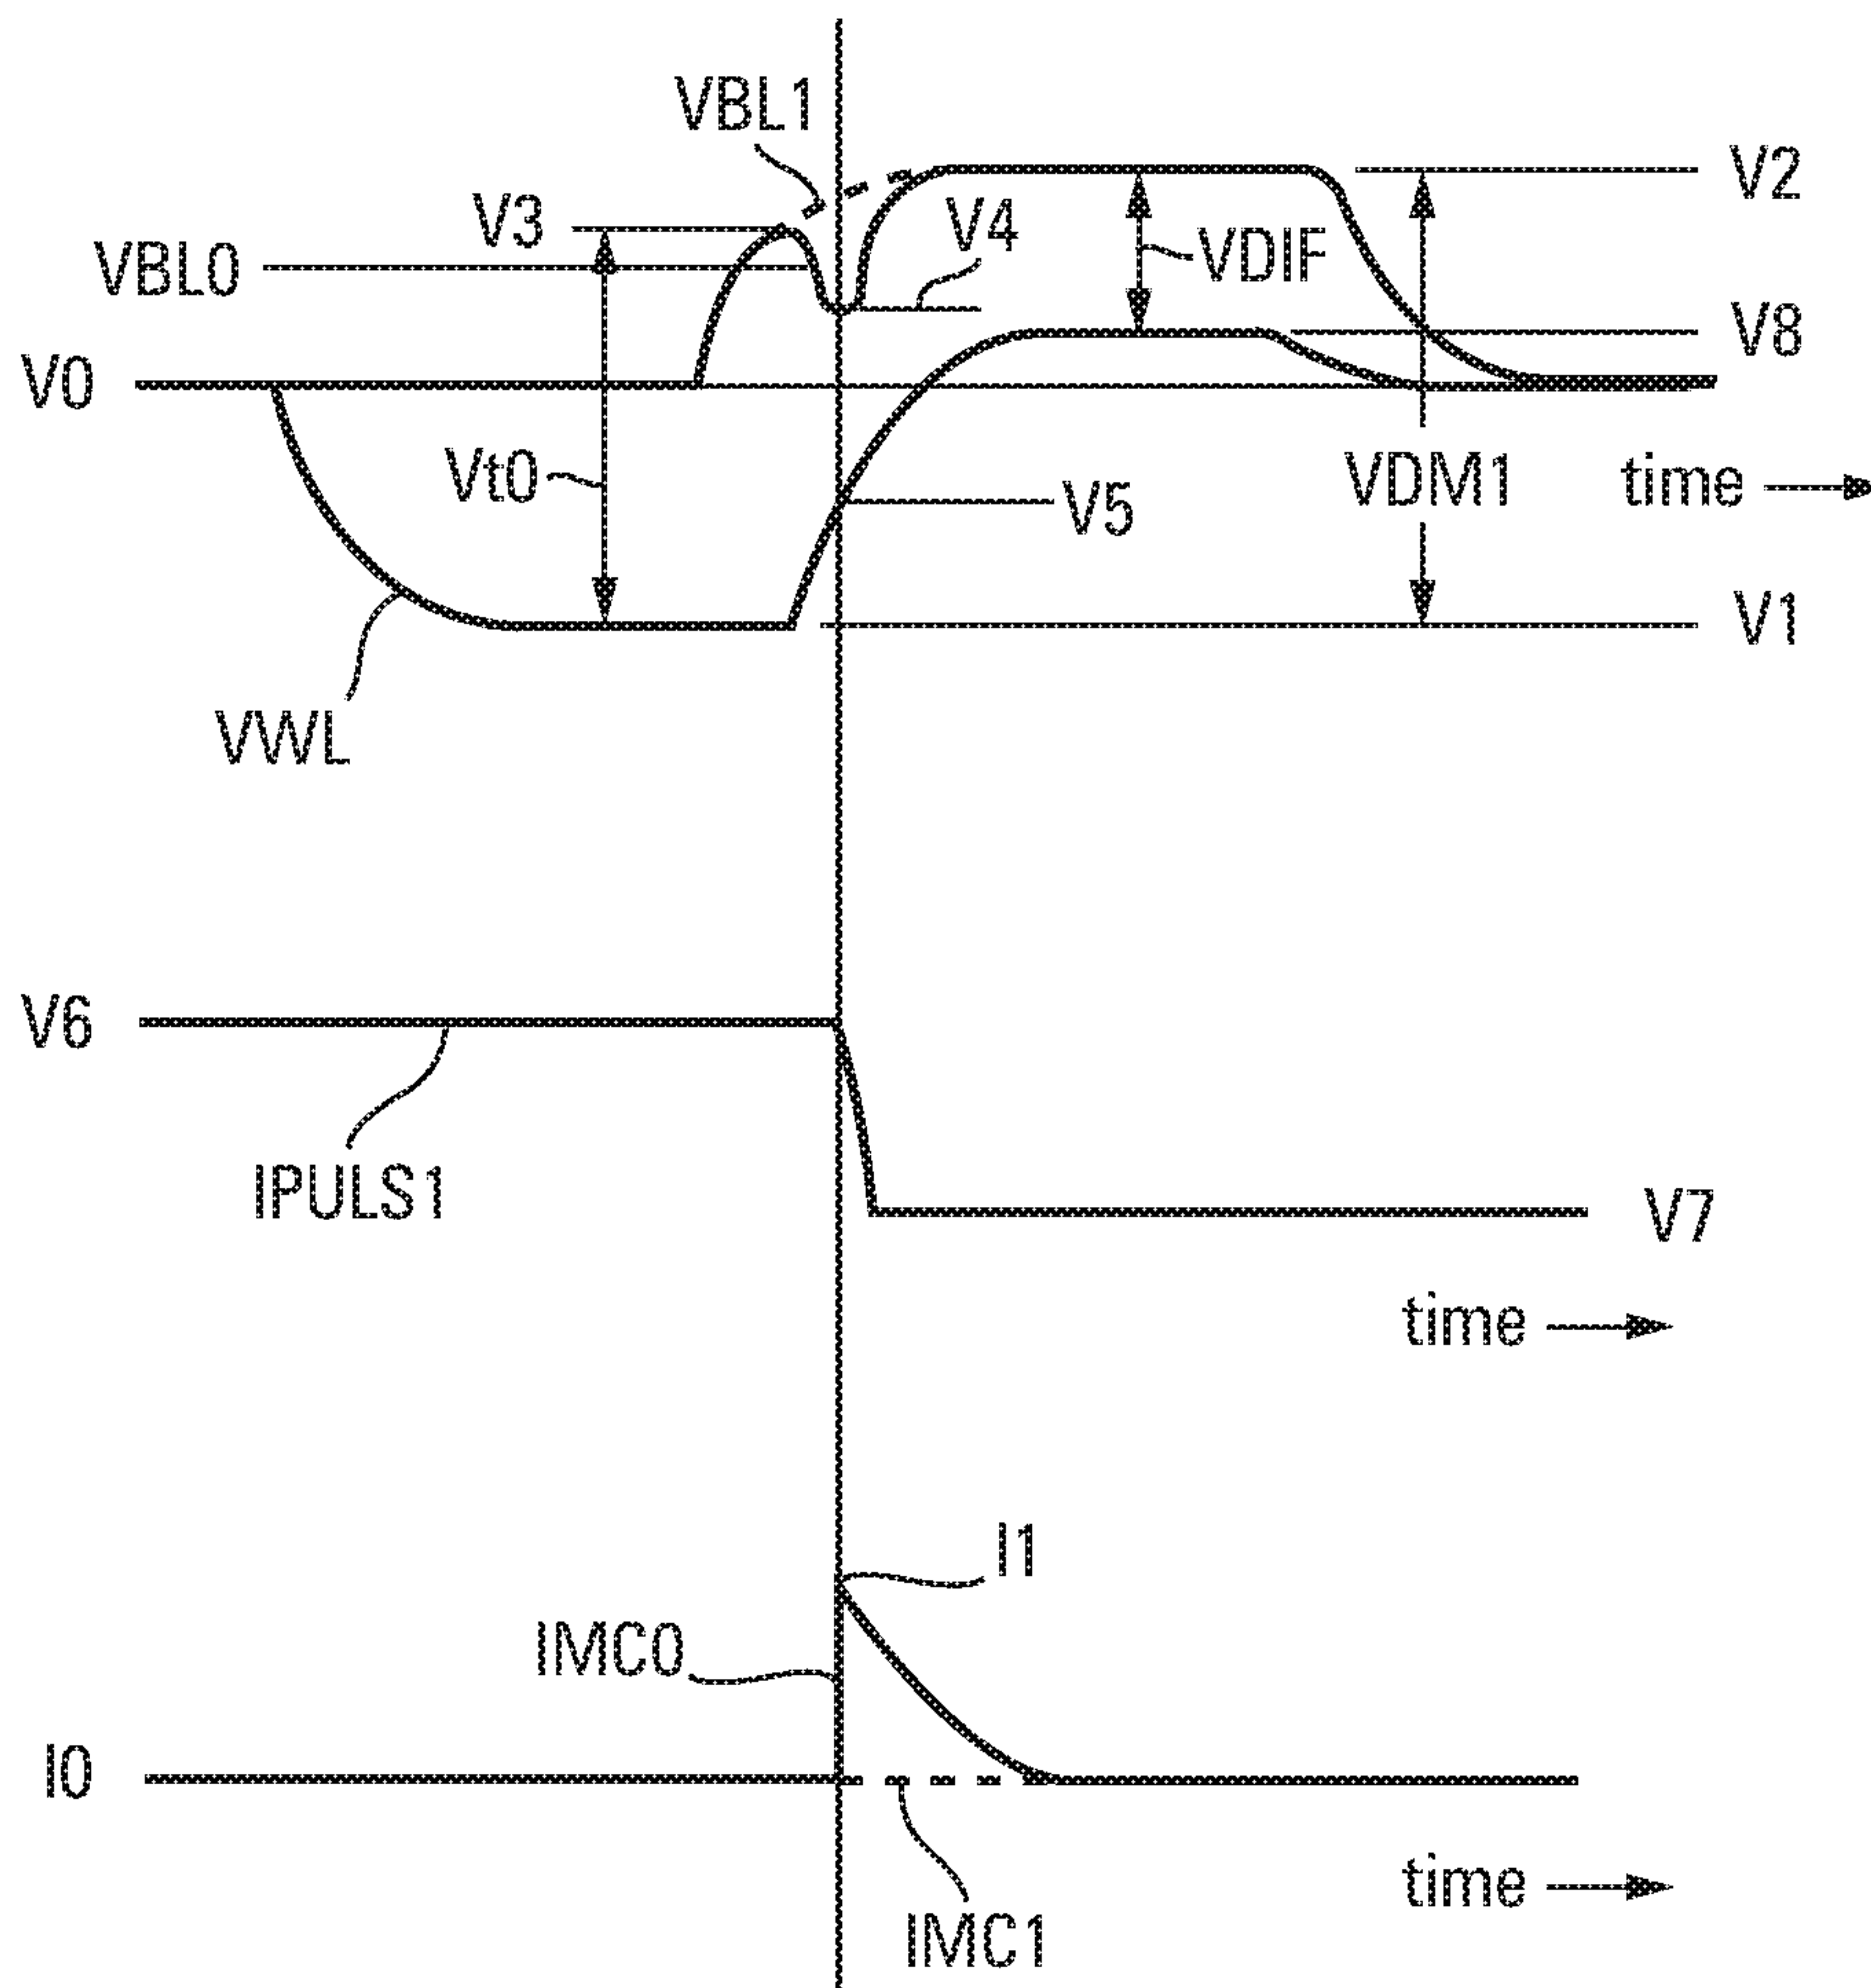 VBL1
V2
V3
V4
VBL0
VDIF
V8
V0
Vt0
VDM1
time
V5
V1
VWL
V6
IPULS1
V7
time
I1
IMC0
I0
time
IMC1